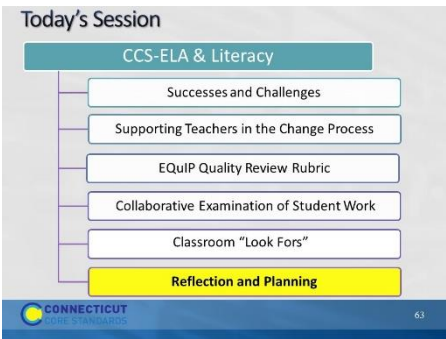 Today's Session
CCS-ELA & Literacy
Successes and Challenges
Supporting Teachers in the Change Process
EQuIP Quality Review Rubric
Collaborative Examination of Student Work
Classroom "Look Fors"
Reflection and Planning
CONNECTICUT
CORE STANDARDS
63